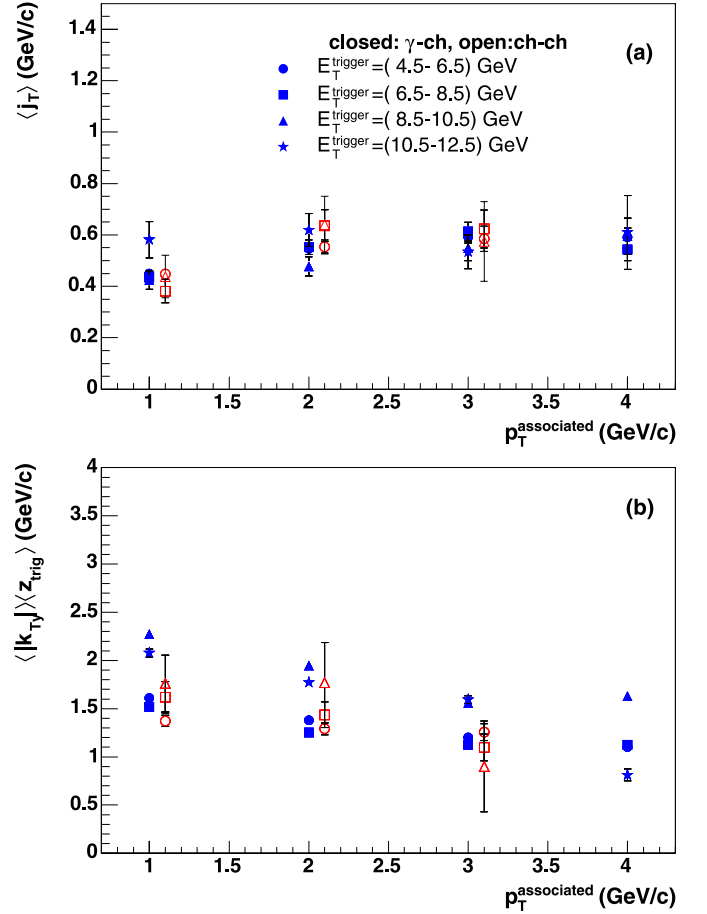 ⟨j_T⟩ (GeV/c)
1.4
1.2
1
0.8
0.6
0.4
0.2
0
(a)
closed: γ-ch, open:ch-ch
E_T^trigger=( 4.5- 6.5) GeV
E_T^trigger=( 6.5- 8.5) GeV
E_T^trigger=( 8.5-10.5) GeV
E_T^trigger=(10.5-12.5) GeV
1 1.5 2 2.5 3 3.5 4
p_T^associated (GeV/c)
⟨|k_Ty|⟩⟨z_trig⟩ (GeV/c)
4
3.5
3
2.5
2
1.5
1
0.5
0
(b)
1 1.5 2 2.5 3 3.5 4
p_T^associated (GeV/c)